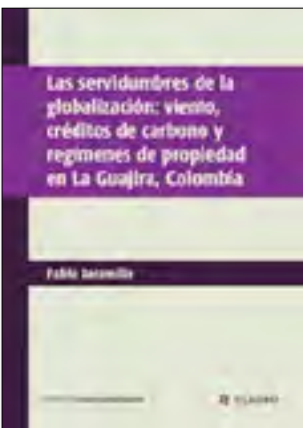 Las servidumbres de la
globalización: viento,
créditos de carbono y
regímenes de propiedad
en La Guajira, Colombia
Pablo Jaramillo
CLACSO